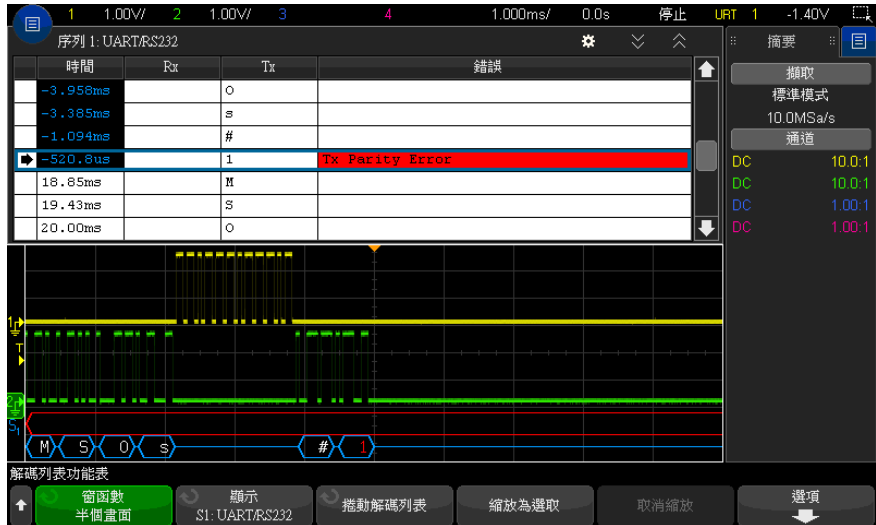 1 1.00V/ 2 1.00V/ 3 4 1.000ms/ 0.0s 停止 URT 1 -1.40V
序列 1: UART/RS232
摘要
時間 Rx Tx 錯誤
-3.958ms O
-3.385ms s
-1.094ms #
-520.8us 1 Tx Parity Error
18.85ms M
19.43ms S
20.00ms O
擷取
標準模式
10.0MSa/s
通道
DC 10.0:1
DC 10.0:1
DC 1.00:1
DC 1.00:1
1
T
2
S1
M S O s # 1
解碼列表功能表
窗函數
半個畫面
顯示
S1: UART/RS232
捲動解碼列表
縮放為選取
取消縮放
選項